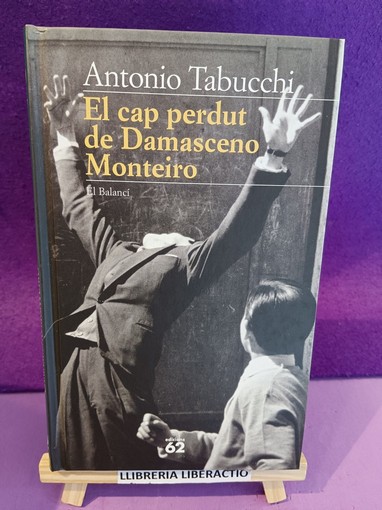 Antonio Tabucchi
El cap perdut
de Damasceno
Monteiro
El Balancí
edicions
62
LLIBRERIA LIBERACTIO